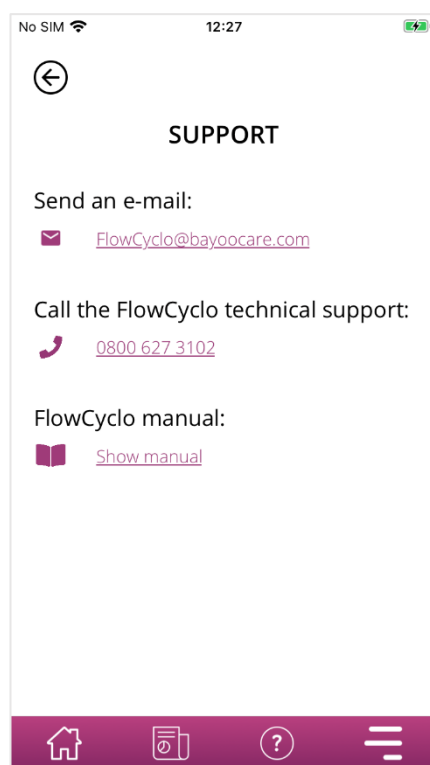 No SIM 12:27
SUPPORT
Send an e-mail:
FlowCyclo@bayoocare.com
Call the FlowCyclo technical support:
0800 627 3102
FlowCyclo manual:
Show manual
?